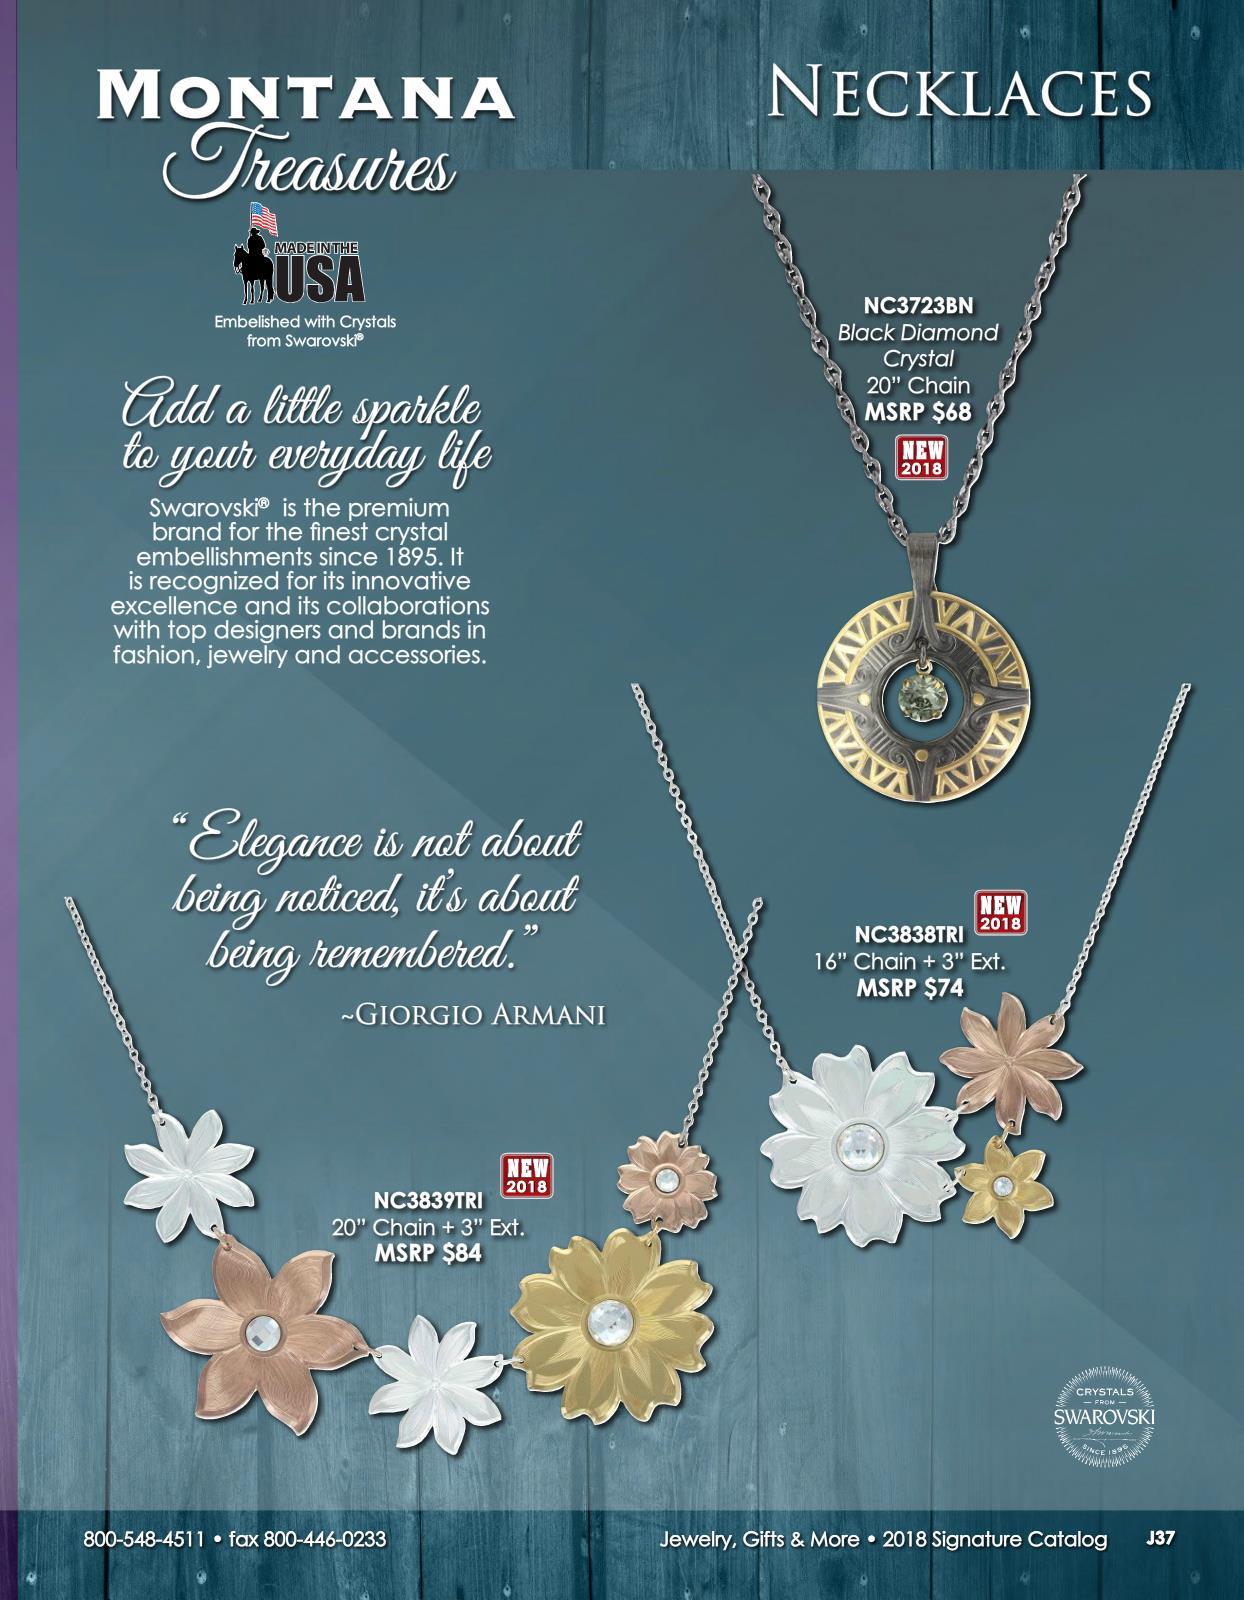 MONTANA
Treasures
NECKLACES
MADE IN THE
USA
Embelished with Crystals
from Swarovski®
Add a little sparkle
to your everyday life
Swarovski® is the premium
brand for the finest crystal
embellishments since 1895. It
is recognized for its innovative
excellence and its collaborations
with top designers and brands in
fashion, jewelry and accessories.
NC3723BN
Black Diamond
Crystal
20” Chain
MSRP $68
NEW
2018
“Elegance is not about
being noticed, it’s about
being remembered.”
~GIORGIO ARMANI
NEW
2018
NC3838TRI
16” Chain + 3” Ext.
MSRP $74
NEW
2018
NC3839TRI
20” Chain + 3” Ext.
MSRP $84
CRYSTALS
FROM
SWAROVSKI
SINCE 1895
800-548-4511 • fax 800-446-0233
Jewelry, Gifts & More • 2018 Signature Catalog J37